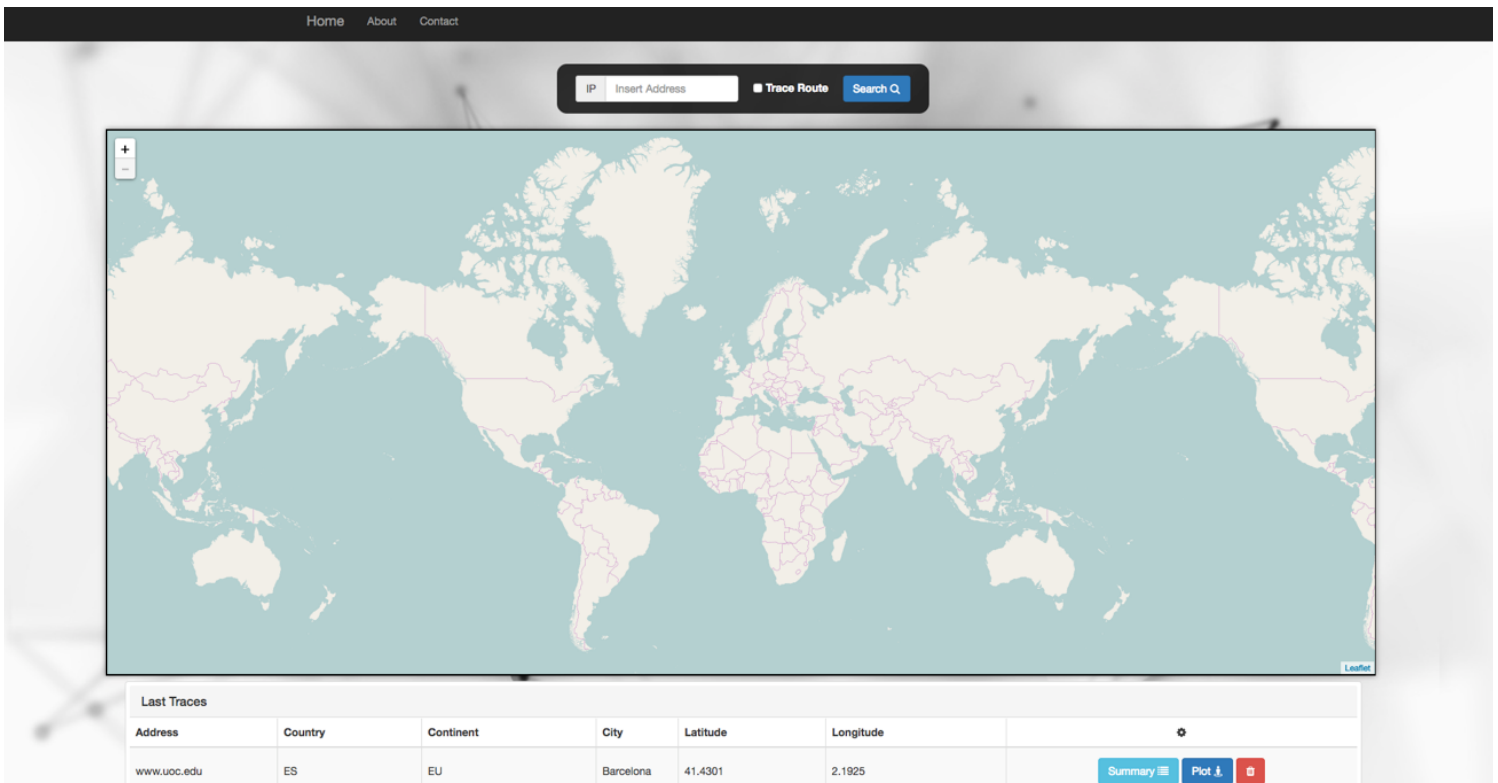 Home About Contact
IP Insert Address Trace Route Search
+
−
Leaflet
Last Traces
Address Country Continent City Latitude Longitude
www.uoc.edu ES EU Barcelona 41.4301 2.1925 Summary Plot